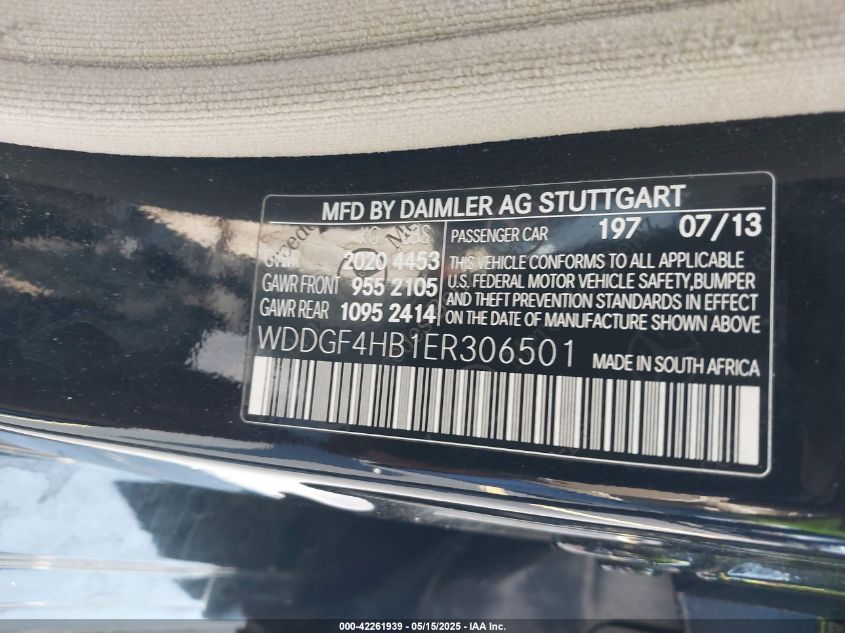 MFD BY DAIMLER AG STUTTGART
KG LBS PASSENGER CAR 197 07/13
GVWR 2020 4453 THIS VEHICLE CONFORMS TO ALL APPLICABLE
GAWR FRONT 955 2105 U.S. FEDERAL MOTOR VEHICLE SAFETY,BUMPER
GAWR REAR 1095 2414 AND THEFT PREVENTION STANDARDS IN EFFECT
ON THE DATE OF MANUFACTURE SHOWN ABOVE
WDDGF4HB1ER306501 MADE IN SOUTH AFRICA
000-42261939 - 05/15/2025 - IAA Inc.